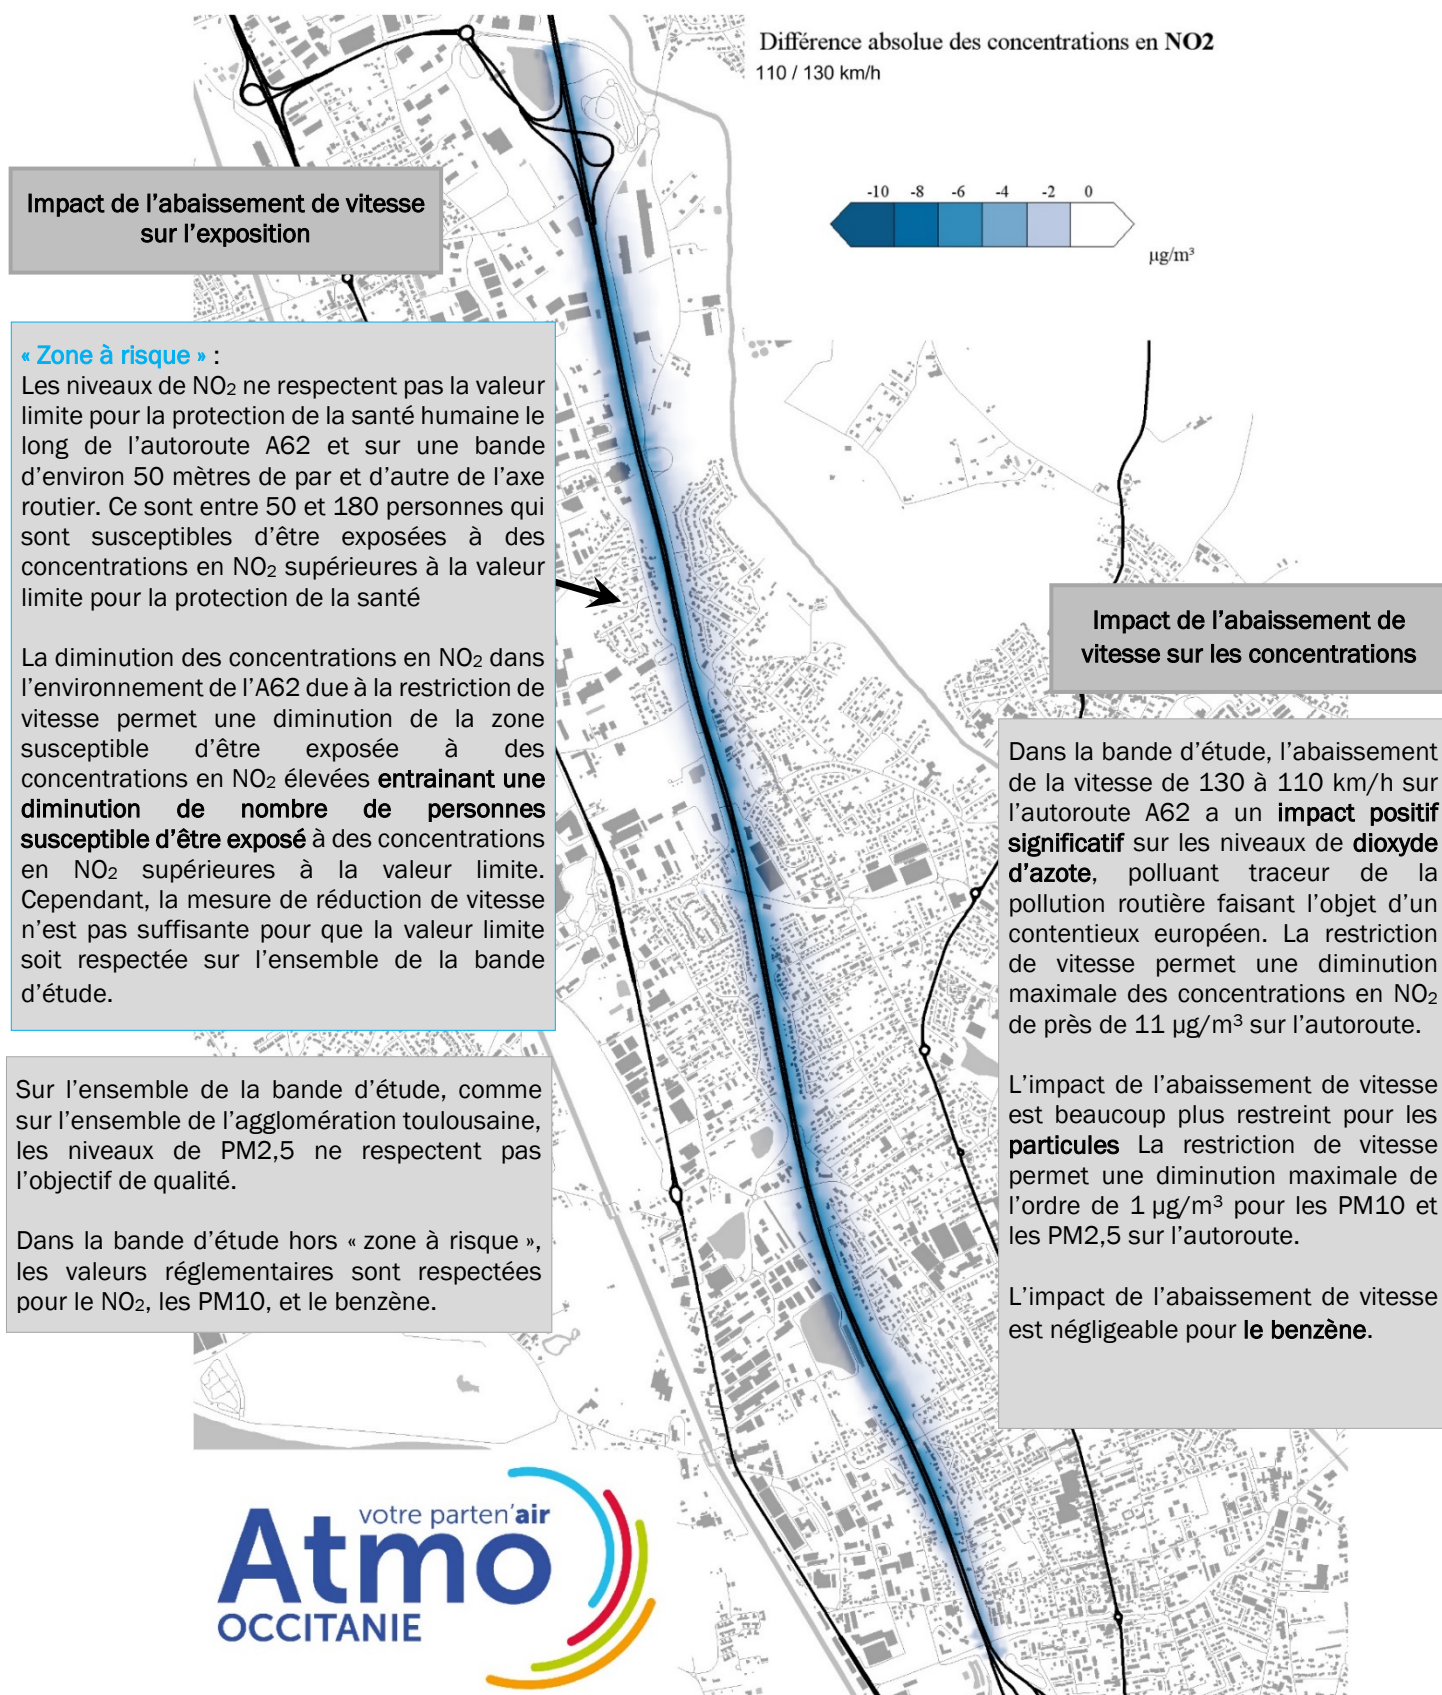 Différence absolue des concentrations en NO2
110 / 130 km/h
-10 -8 -6 -4 -2 0
µg/m³
Impact de l’abaissement de vitesse
sur l’exposition
« Zone à risque » :
Les niveaux de NO2 ne respectent pas la valeur
limite pour la protection de la santé humaine le
long de l’autoroute A62 et sur une bande
d’environ 50 mètres de par et d’autre de l’axe
routier. Ce sont entre 50 et 180 personnes qui
sont susceptibles d’être exposées à des
concentrations en NO2 supérieures à la valeur
limite pour la protection de la santé
La diminution des concentrations en NO2 dans
l’environnement de l’A62 due à la restriction de
vitesse permet une diminution de la zone
susceptible d’être exposée à des
concentrations en NO2 élevées entrainant une
diminution de nombre de personnes
susceptible d’être exposé à des concentrations
en NO2 supérieures à la valeur limite.
Cependant, la mesure de réduction de vitesse
n’est pas suffisante pour que la valeur limite
soit respectée sur l’ensemble de la bande
d’étude.
Sur l’ensemble de la bande d’étude, comme
sur l’ensemble de l’agglomération toulousaine,
les niveaux de PM2,5 ne respectent pas
l’objectif de qualité.
Dans la bande d’étude hors « zone à risque »,
les valeurs réglementaires sont respectées
pour le NO2, les PM10, et le benzène.
Impact de l’abaissement de
vitesse sur les concentrations
Dans la bande d’étude, l’abaissement
de la vitesse de 130 à 110 km/h sur
l’autoroute A62 a un impact positif
significatif sur les niveaux de dioxyde
d’azote, polluant traceur de la
pollution routière faisant l’objet d’un
contentieux européen. La restriction
de vitesse permet une diminution
maximale des concentrations en NO2
de près de 11 µg/m³ sur l’autoroute.
L’impact de l’abaissement de vitesse
est beaucoup plus restreint pour les
particules La restriction de vitesse
permet une diminution maximale de
l’ordre de 1 µg/m³ pour les PM10 et
les PM2,5 sur l’autoroute.
L’impact de l’abaissement de vitesse
est négligeable pour le benzène.
votre parten’air
Atmo
OCCITANIE